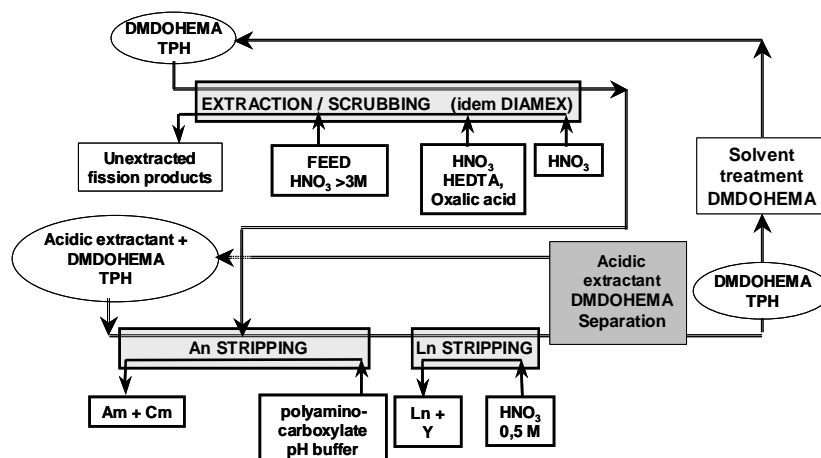 DMDOHEMA
TPH
EXTRACTION / SCRUBBING (idem DIAMEX)
Unextracted
fission products
FEED
HNO3 >3M
HNO3
HEDTA,
Oxalic acid
HNO3
Solvent
treatment
DMDOHEMA
Acidic extractant +
DMDOHEMA
TPH
Acidic
extractant
DMDOHEMA
Separation
DMDOHEMA
TPH
An STRIPPING
Ln STRIPPING
Am + Cm
polyamino-
carboxylate
pH buffer
Ln +
Y
HNO3
0,5 M